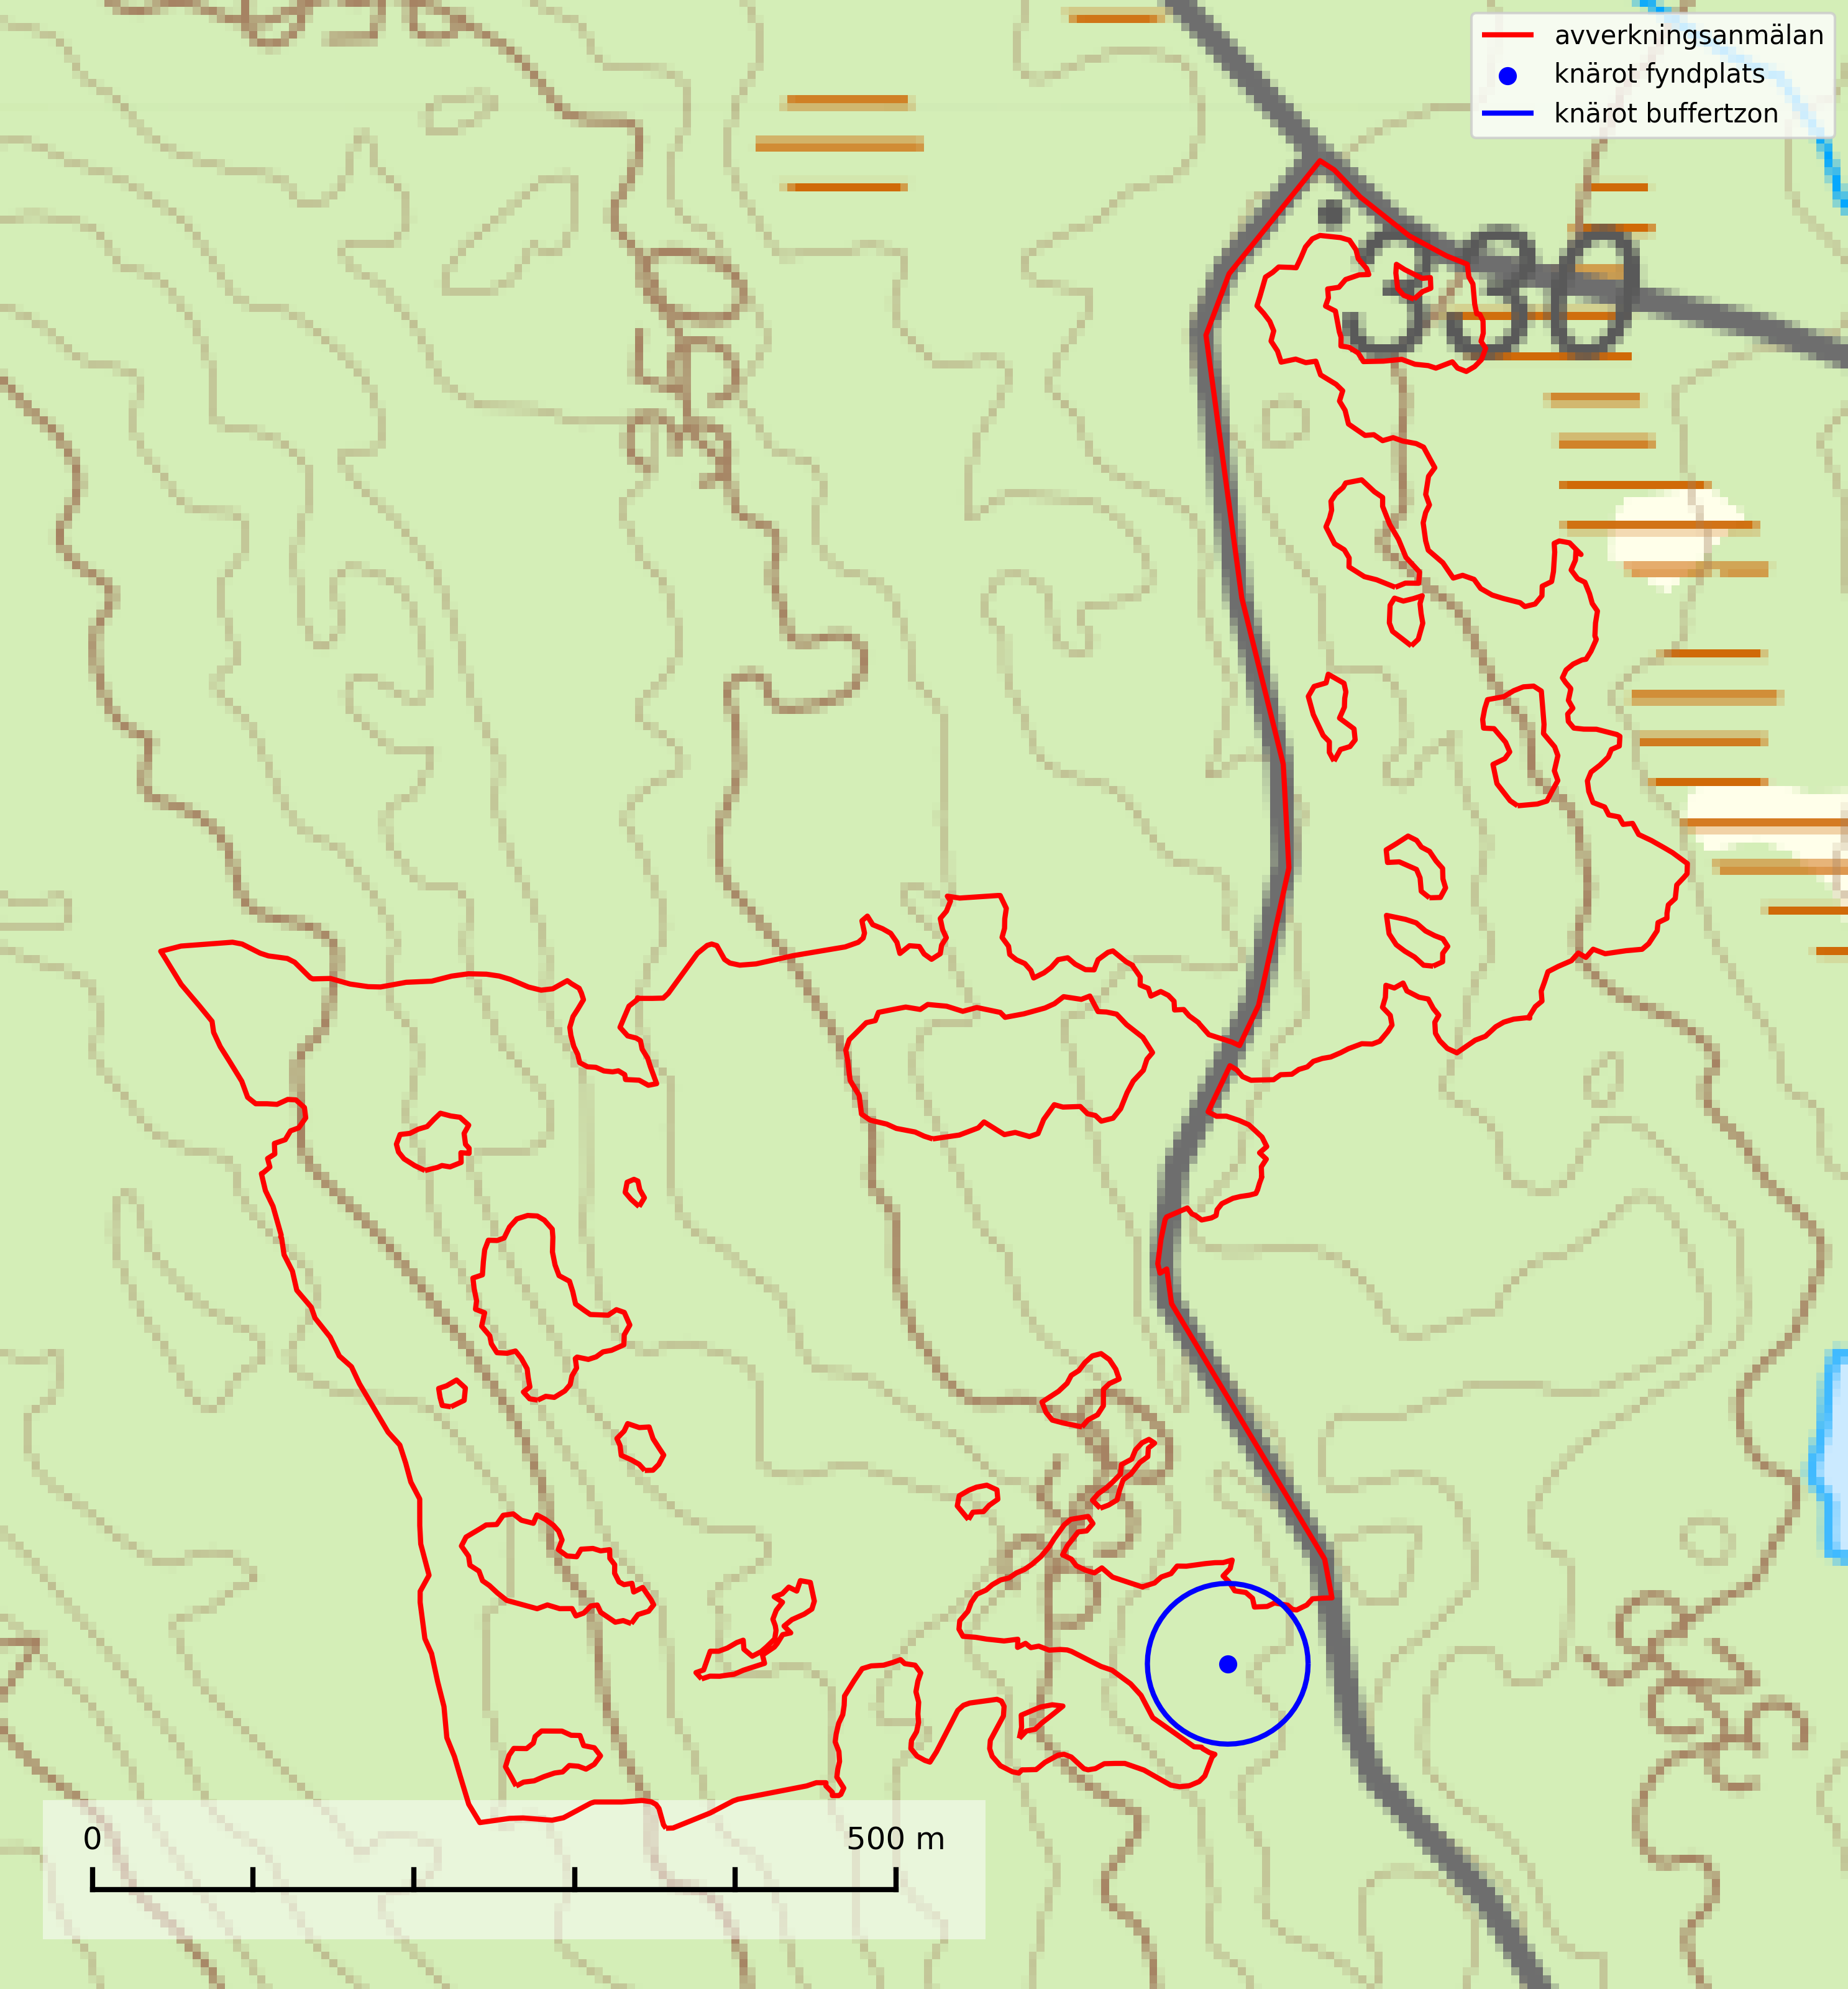 avverkningsanmälan
knärot fyndplats
knärot buffertzon
330
0 500 m